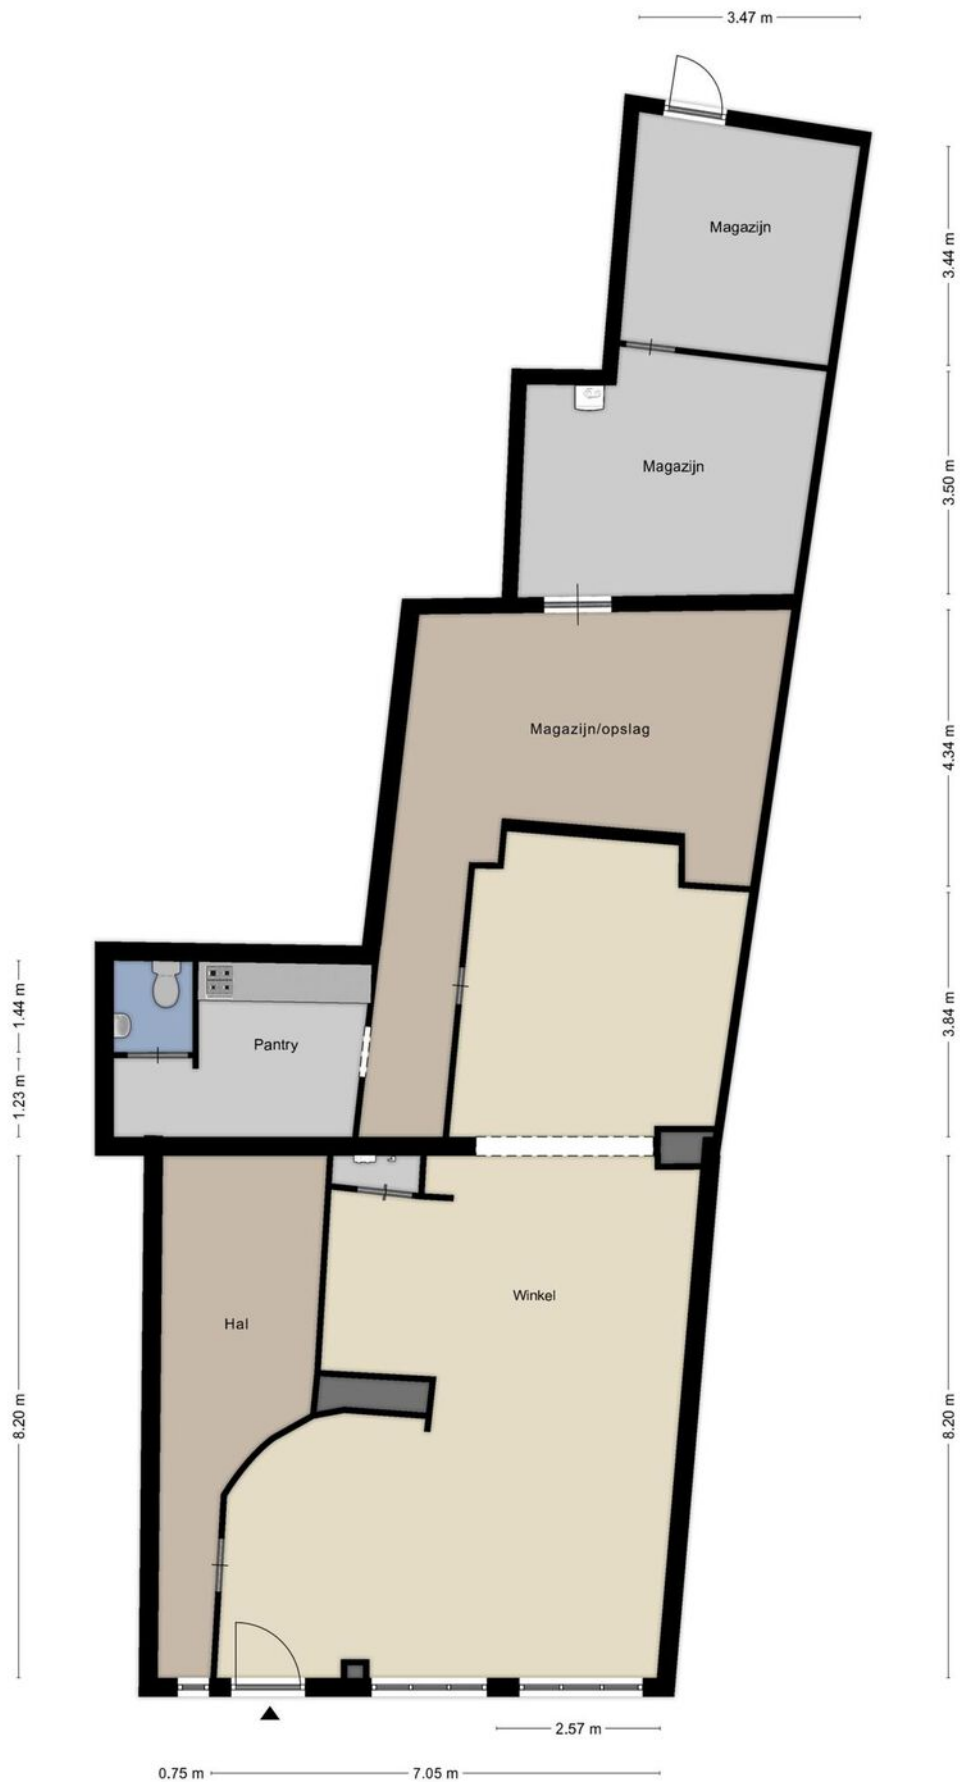 3.47 m
Magazijn
3.44 m
Magazijn
3.50 m
Magazijn/opslag
4.34 m
Pantry
1.44 m
1.23 m
3.84 m
Winkel
Hal
8.20 m
8.20 m
2.57 m
0.75 m
7.05 m